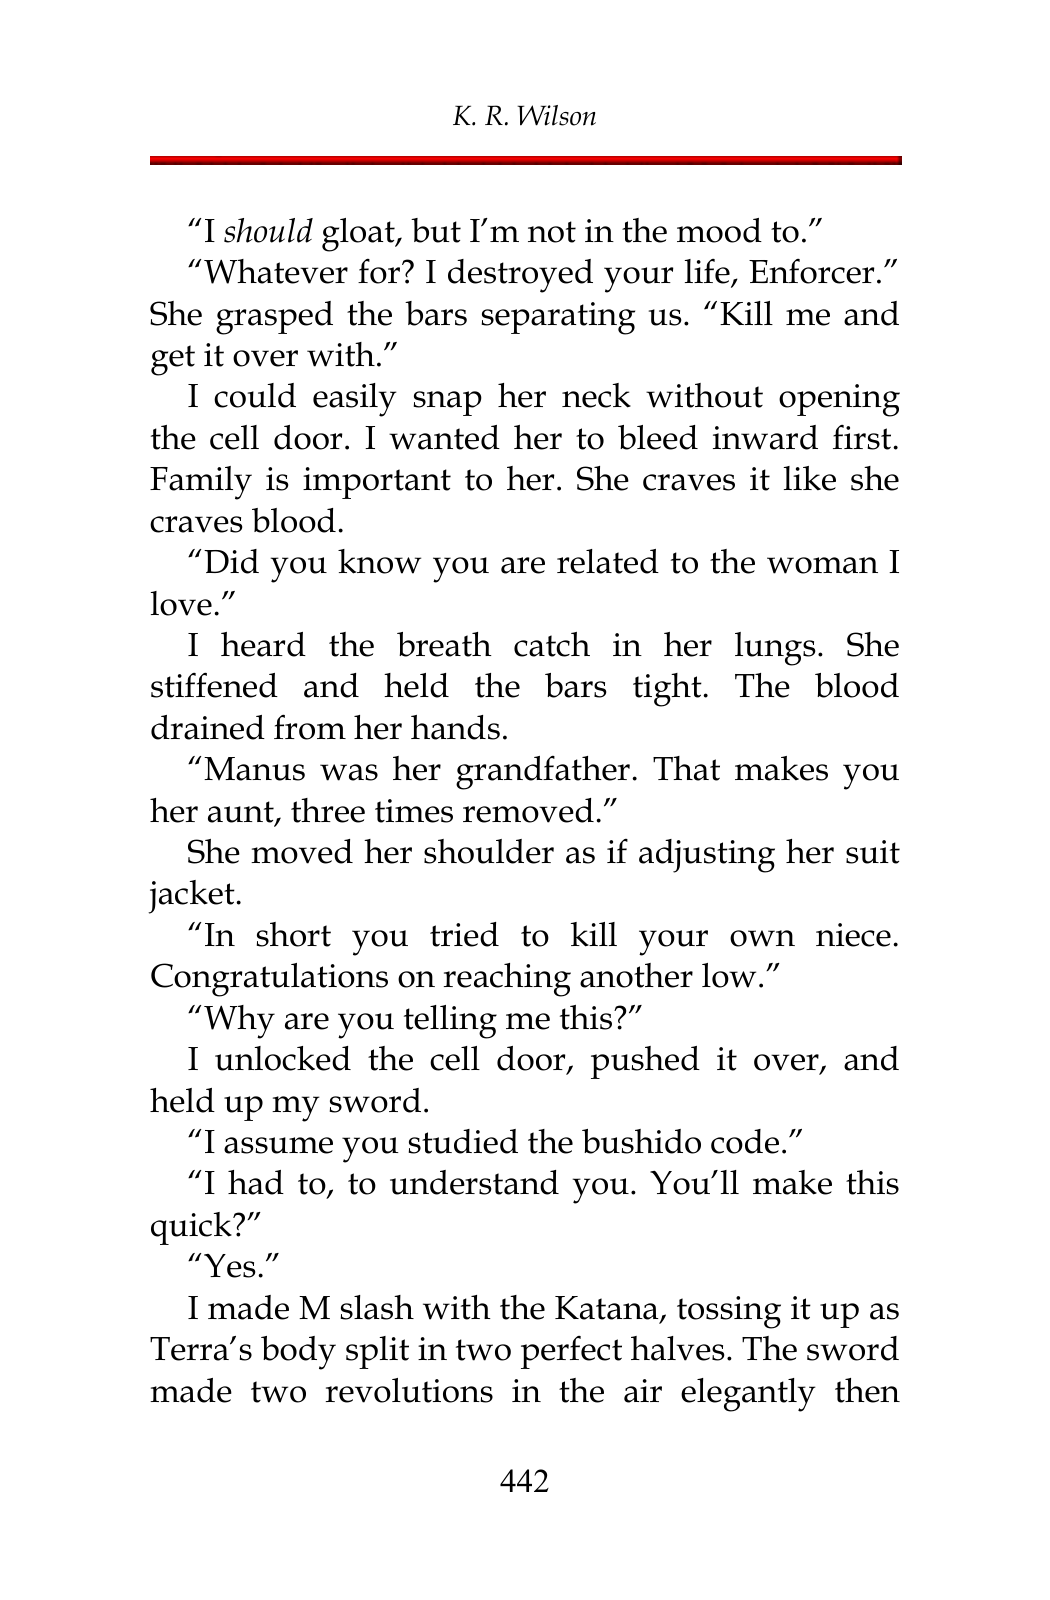 K. R. Wilson
“I should gloat, but I’m not in the mood to.”
“Whatever for? I destroyed your life, Enforcer.”
She grasped the bars separating us. “Kill me and
get it over with.”
I could easily snap her neck without opening
the cell door. I wanted her to bleed inward first.
Family is important to her. She craves it like she
craves blood.
“Did you know you are related to the woman I
love.”
I heard the breath catch in her lungs. She
stiffened and held the bars tight. The blood
drained from her hands.
“Manus was her grandfather. That makes you
her aunt, three times removed.”
She moved her shoulder as if adjusting her suit
jacket.
“In short you tried to kill your own niece.
Congratulations on reaching another low.”
“Why are you telling me this?”
I unlocked the cell door, pushed it over, and
held up my sword.
“I assume you studied the bushido code.”
“I had to, to understand you. You’ll make this
quick?”
“Yes.”
I made M slash with the Katana, tossing it up as
Terra’s body split in two perfect halves. The sword
made two revolutions in the air elegantly then
442